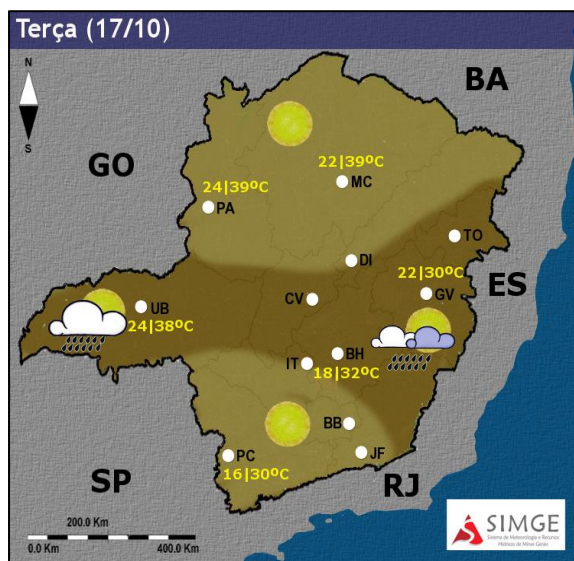 Terça (17/10)
N
S
BA
GO
22|39ºC
MC
24|39ºC
PA
TO
DI
22|30ºC
ES
CV
GV
UB
24|38ºC
BH
IT
18|32ºC
BB
PC
JF
16|30ºC
SP
RJ
200.0 Km
0.0 Km
400.0 Km
SIMGE
Sistema de Meteorologia e Recursos
Hídricos de Minas Gerais